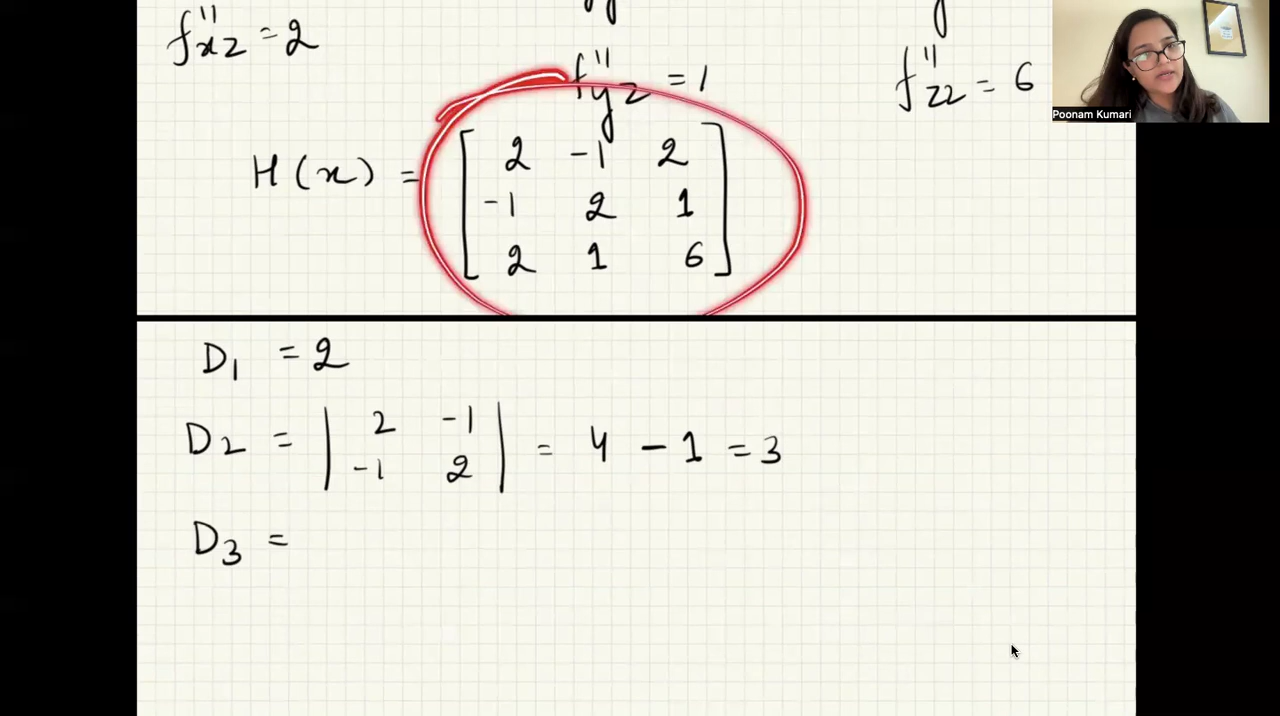 f''xz = 2
f''yz = 1
f''zz = 6
Poonam Kumari
H(x) = [ 2 -1 2
-1 2 1
2 1 6 ]
D1 = 2
D2 = | 2 -1 | = 4 - 1 = 3
| -1 2 |
D3 =